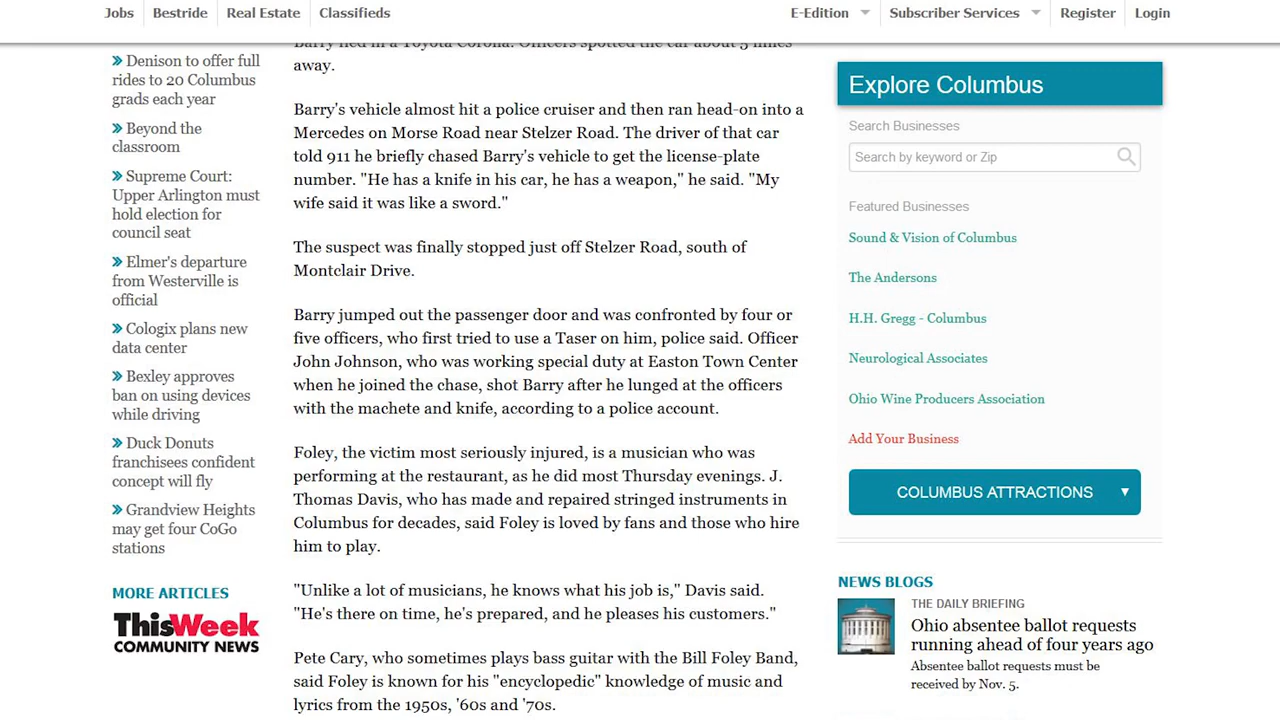 Jobs
Bestride
Real Estate
Classifieds
E-Edition
Subscriber Services
Register
Login
Denison to offer full
rides to 20 Columbus
grads each year
Beyond the
classroom
Supreme Court:
Upper Arlington must
hold election for
council seat
Elmer's departure
from Westerville is
official
Cologix plans new
data center
Bexley approves
ban on using devices
while driving
Duck Donuts
franchisees confident
concept will fly
Grandview Heights
may get four CoGo
stations
MORE ARTICLES
ThisWeek
COMMUNITY NEWS
Barry fled in a Toyota Corolla. Officers spotted the car about 5 miles
away.
Barry's vehicle almost hit a police cruiser and then ran head-on into a
Mercedes on Morse Road near Stelzer Road. The driver of that car
told 911 he briefly chased Barry's vehicle to get the license-plate
number. "He has a knife in his car, he has a weapon," he said. "My
wife said it was like a sword."
The suspect was finally stopped just off Stelzer Road, south of
Montclair Drive.
Barry jumped out the passenger door and was confronted by four or
five officers, who first tried to use a Taser on him, police said. Officer
John Johnson, who was working special duty at Easton Town Center
when he joined the chase, shot Barry after he lunged at the officers
with the machete and knife, according to a police account.
Foley, the victim most seriously injured, is a musician who was
performing at the restaurant, as he did most Thursday evenings. J.
Thomas Davis, who has made and repaired stringed instruments in
Columbus for decades, said Foley is loved by fans and those who hire
him to play.
"Unlike a lot of musicians, he knows what his job is," Davis said.
"He's there on time, he's prepared, and he pleases his customers."
Pete Cary, who sometimes plays bass guitar with the Bill Foley Band,
said Foley is known for his "encyclopedic" knowledge of music and
lyrics from the 1950s, '60s and '70s.
Explore Columbus
Search Businesses
Search by keyword or Zip
Featured Businesses
Sound & Vision of Columbus
The Andersons
H.H. Gregg - Columbus
Neurological Associates
Ohio Wine Producers Association
Add Your Business
COLUMBUS ATTRACTIONS
NEWS BLOGS
THE DAILY BRIEFING
Ohio absentee ballot requests
running ahead of four years ago
Absentee ballot requests must be
received by Nov. 5.